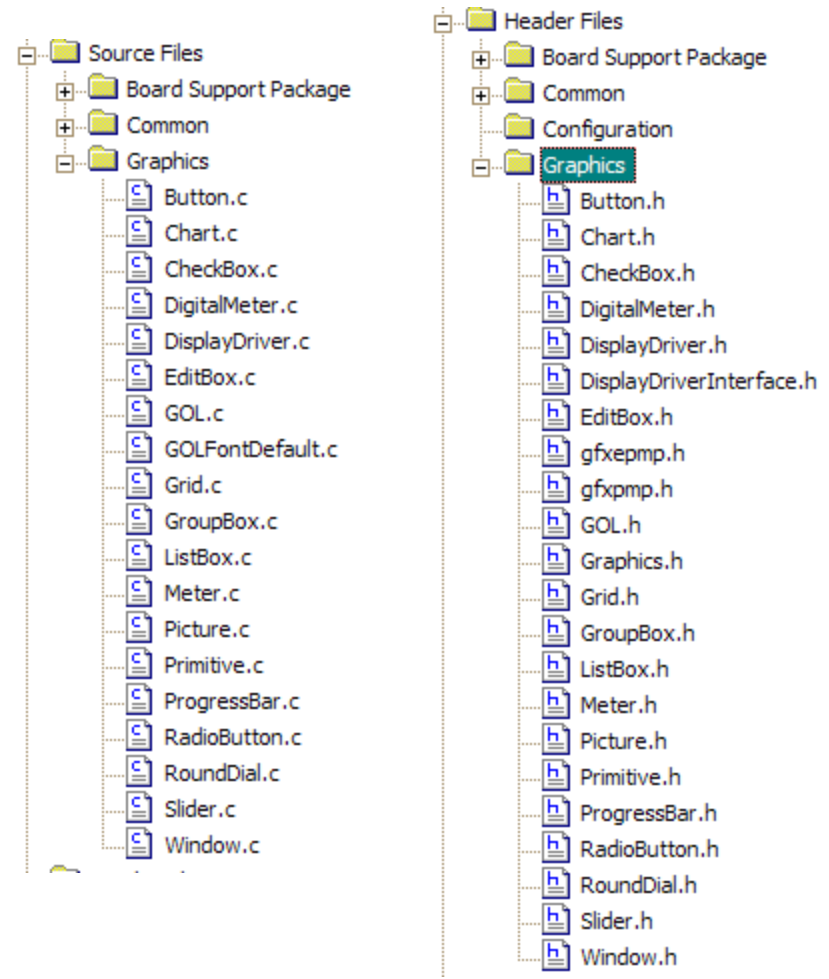 Source Files
Board Support Package
Common
Graphics
Button.c
Chart.c
CheckBox.c
DigitalMeter.c
DisplayDriver.c
EditBox.c
GOL.c
GOLFontDefault.c
Grid.c
GroupBox.c
ListBox.c
Meter.c
Picture.c
Primitive.c
ProgressBar.c
RadioButton.c
RoundDial.c
Slider.c
Window.c
Header Files
Board Support Package
Common
Configuration
Graphics
Button.h
Chart.h
CheckBox.h
DigitalMeter.h
DisplayDriver.h
DisplayDriverInterface.h
EditBox.h
gfxepmp.h
gfxpmp.h
GOL.h
Graphics.h
Grid.h
GroupBox.h
ListBox.h
Meter.h
Picture.h
Primitive.h
ProgressBar.h
RadioButton.h
RoundDial.h
Slider.h
Window.h